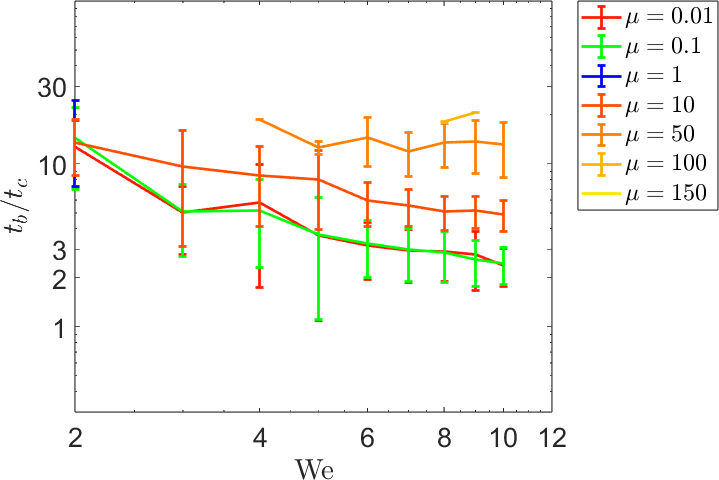 30
10
3
2
1
t_b/t_c
2 4 6 8 10 12
We
μ = 0.01
μ = 0.1
μ = 1
μ = 10
μ = 50
μ = 100
μ = 150